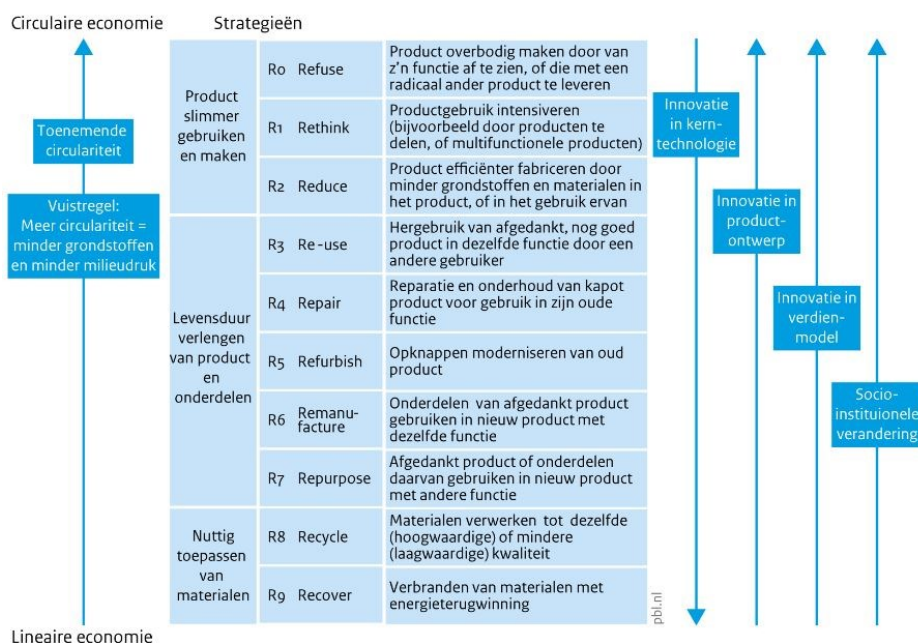 Circulaire economie
Strategieën
Toenemende
circulariteit
Vuistregel:
Meer circulariteit =
minder grondstoffen
en minder milieudruk
Lineaire economie
Product
slimmer
gebruiken
en maken
R0 Refuse
Product overbodig maken door van
z'n functie af te zien, of die met een
radicaal ander product te leveren
R1 Rethink
Productgebruik intensiveren
(bijvoorbeeld door producten te
delen, of multifunctionele producten)
R2 Reduce
Product efficiënter fabriceren door
minder grondstoffen en materialen in
het product, of in het gebruik ervan
Levensduur
verlengen
van product
en
onderdelen
R3 Re-use
Hergebruik van afgedankt, nog goed
product in dezelfde functie door een
andere gebruiker
R4 Repair
Reparatie en onderhoud van kapot
product voor gebruik in zijn oude
functie
R5 Refurbish
Opknappen moderniseren van oud
product
R6 Remanu-
facture
Onderdelen van afgedankt product
gebruiken in nieuw product met
dezelfde functie
R7 Repurpose
Afgedankt product of onderdelen
daarvan gebruiken in nieuw product
met andere functie
Nuttig
toepassen
van
materialen
R8 Recycle
Materialen verwerken tot dezelfde
(hoogwaardige) of mindere
(laagwaardige) kwaliteit
R9 Recover
Verbranden van materialen met
energieterugwinning
pbl.nl
Innovatie
in kern-
technologie
Innovatie in
product-
ontwerp
Innovatie in
verdien-
model
Socio-
instituionele
verandering